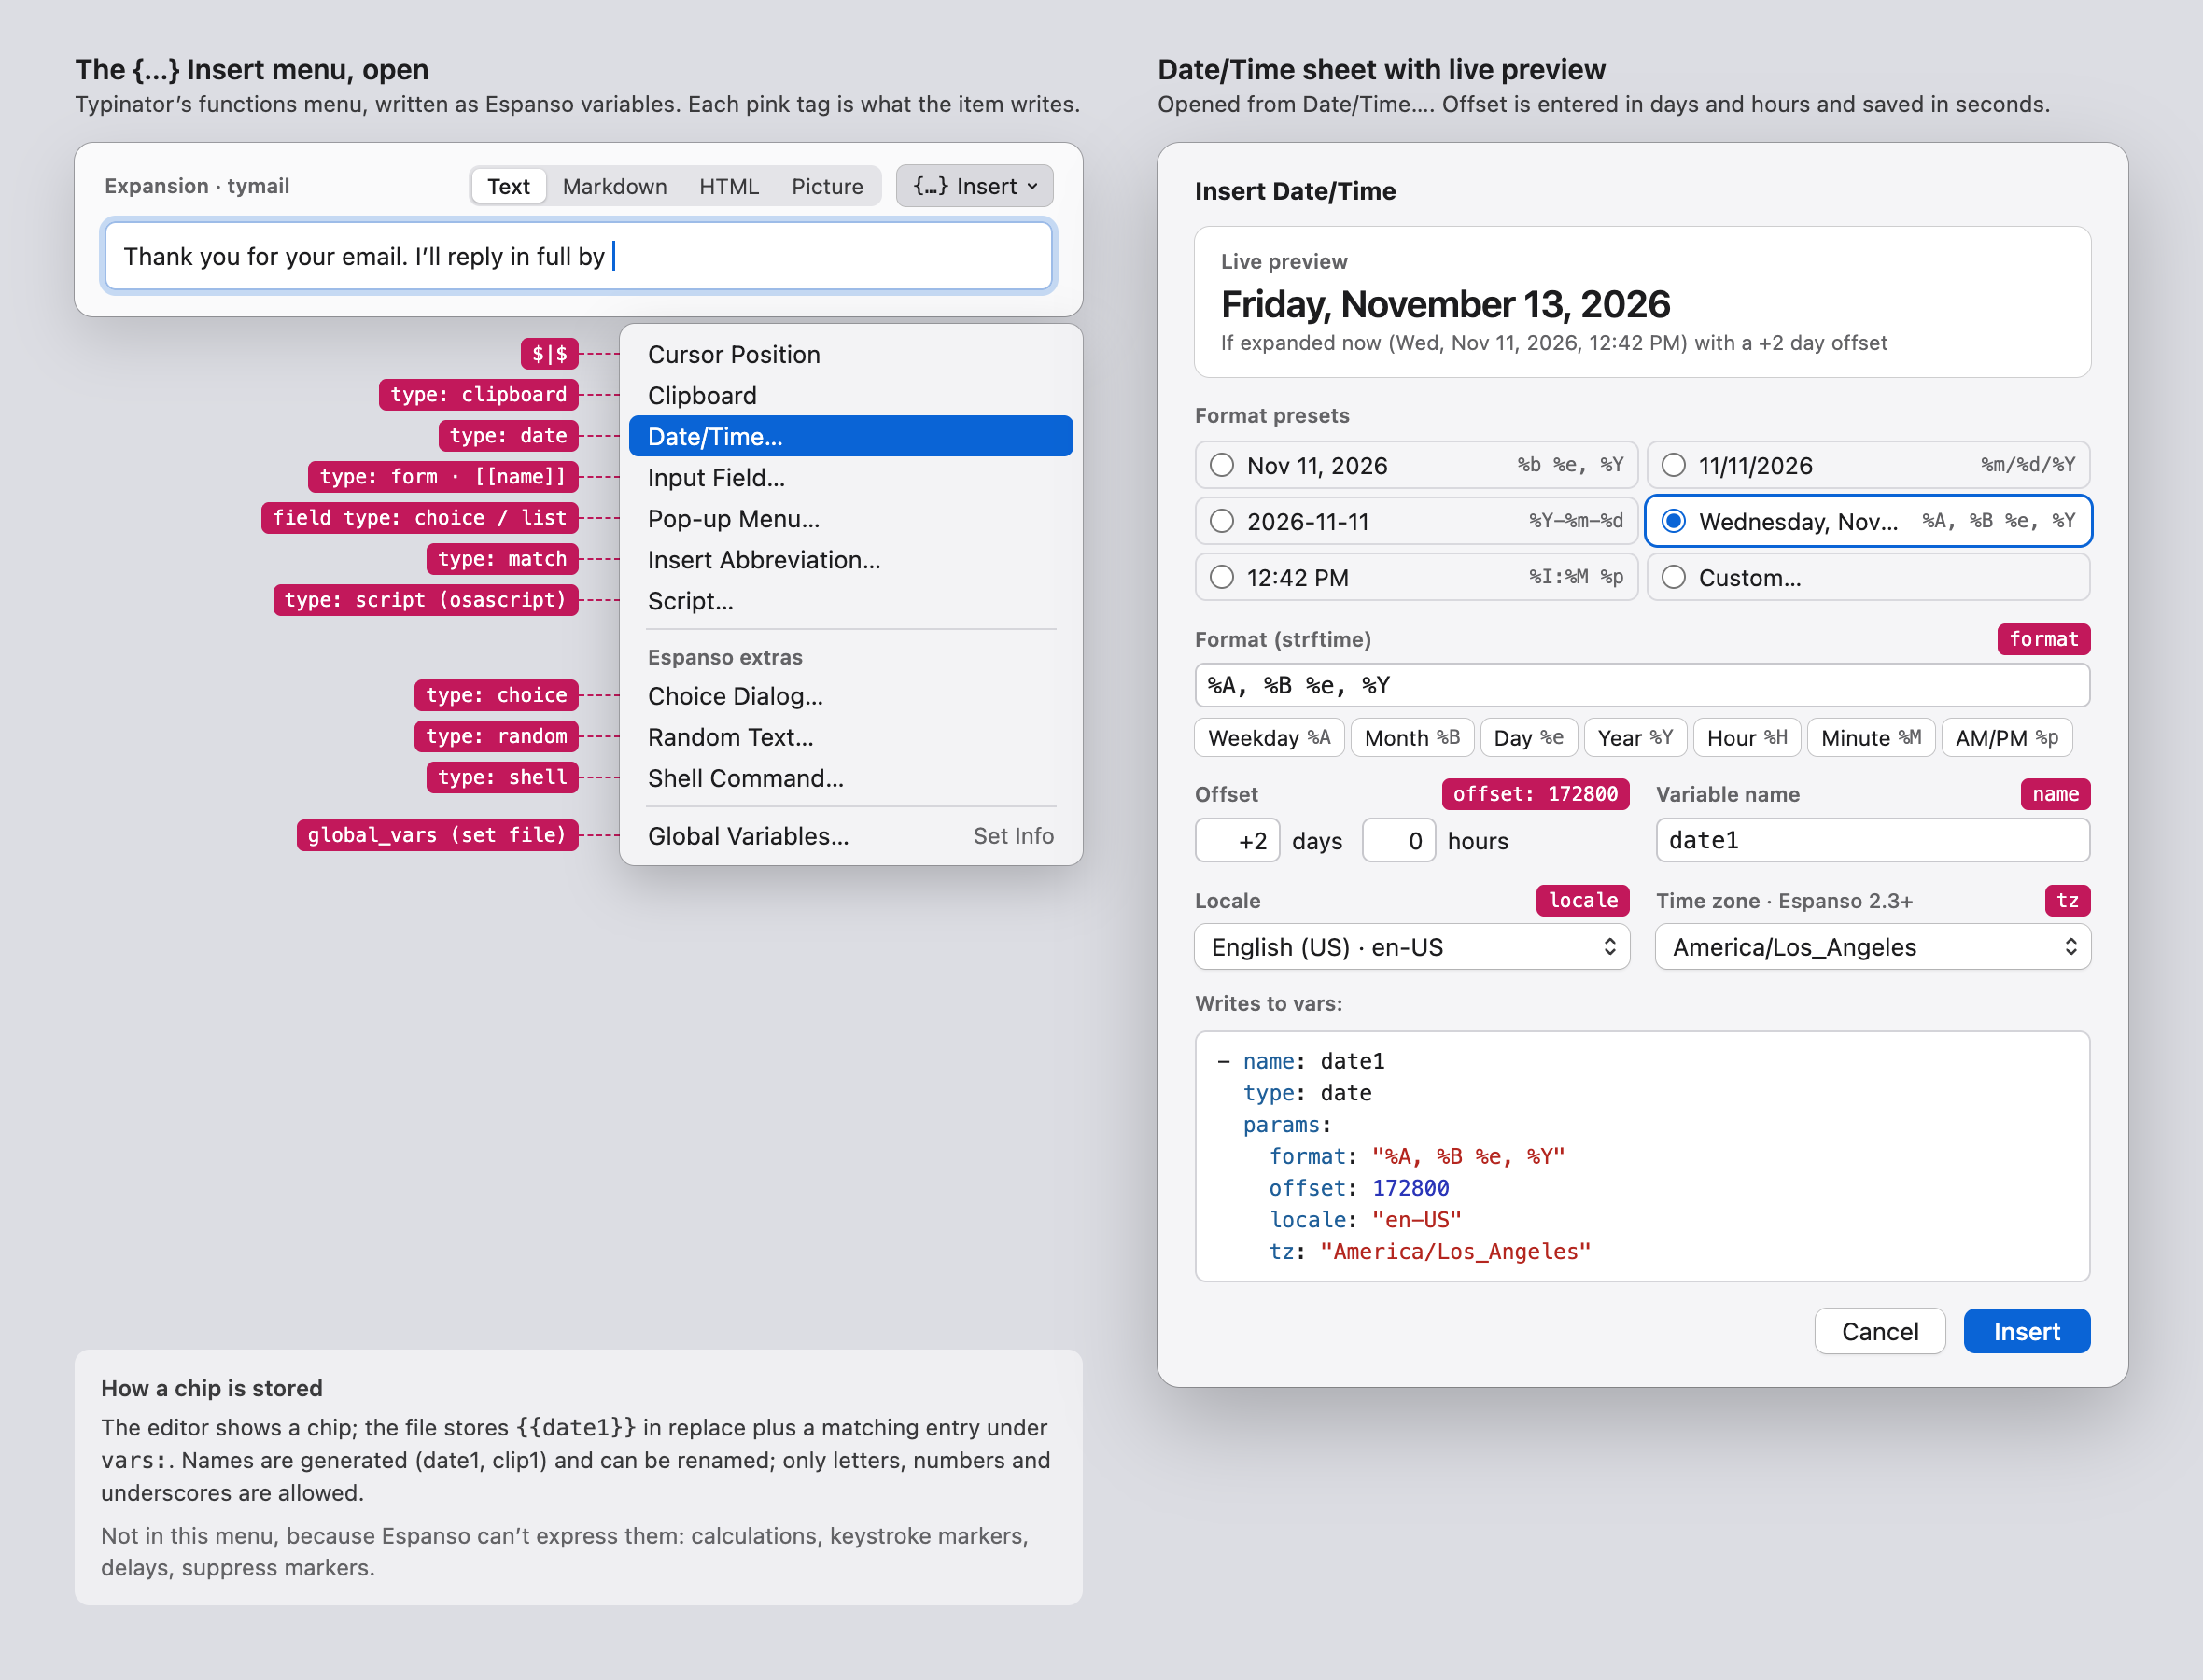 The {…} Insert menu, open
Typinator’s functions menu, written as Espanso variables. Each pink tag is what the item writes.
Expansion · tymail
Text Markdown HTML Picture {…} Insert
Thank you for your email. I’ll reply in full by
$|$ Cursor Position
type: clipboard Clipboard
type: date Date/Time…
type: form · [[name]] Input Field…
field type: choice / list Pop-up Menu…
type: match Insert Abbreviation…
type: script (osascript) Script…
Espanso extras
type: choice Choice Dialog…
type: random Random Text…
type: shell Shell Command…
global_vars (set file) Global Variables… Set Info
How a chip is stored
The editor shows a chip; the file stores {{date1}} in replace plus a matching entry under
vars:. Names are generated (date1, clip1) and can be renamed; only letters, numbers and
underscores are allowed.
Not in this menu, because Espanso can’t express them: calculations, keystroke markers,
delays, suppress markers.
Date/Time sheet with live preview
Opened from Date/Time…. Offset is entered in days and hours and saved in seconds.
Insert Date/Time
Live preview
Friday, November 13, 2026
If expanded now (Wed, Nov 11, 2026, 12:42 PM) with a +2 day offset
Format presets
Nov 11, 2026 %b %e, %Y 11/11/2026 %m/%d/%Y
2026-11-11 %Y-%m-%d Wednesday, Nov… %A, %B %e, %Y
12:42 PM %I:%M %p Custom…
Format (strftime) format
%A, %B %e, %Y
Weekday %A Month %B Day %e Year %Y Hour %H Minute %M AM/PM %p
Offset offset: 172800 Variable name name
+2 days 0 hours date1
Locale locale Time zone · Espanso 2.3+ tz
English (US) · en-US America/Los_Angeles
Writes to vars:
- name: date1
type: date
params:
format: "%A, %B %e, %Y"
offset: 172800
locale: "en-US"
tz: "America/Los_Angeles"
Cancel Insert